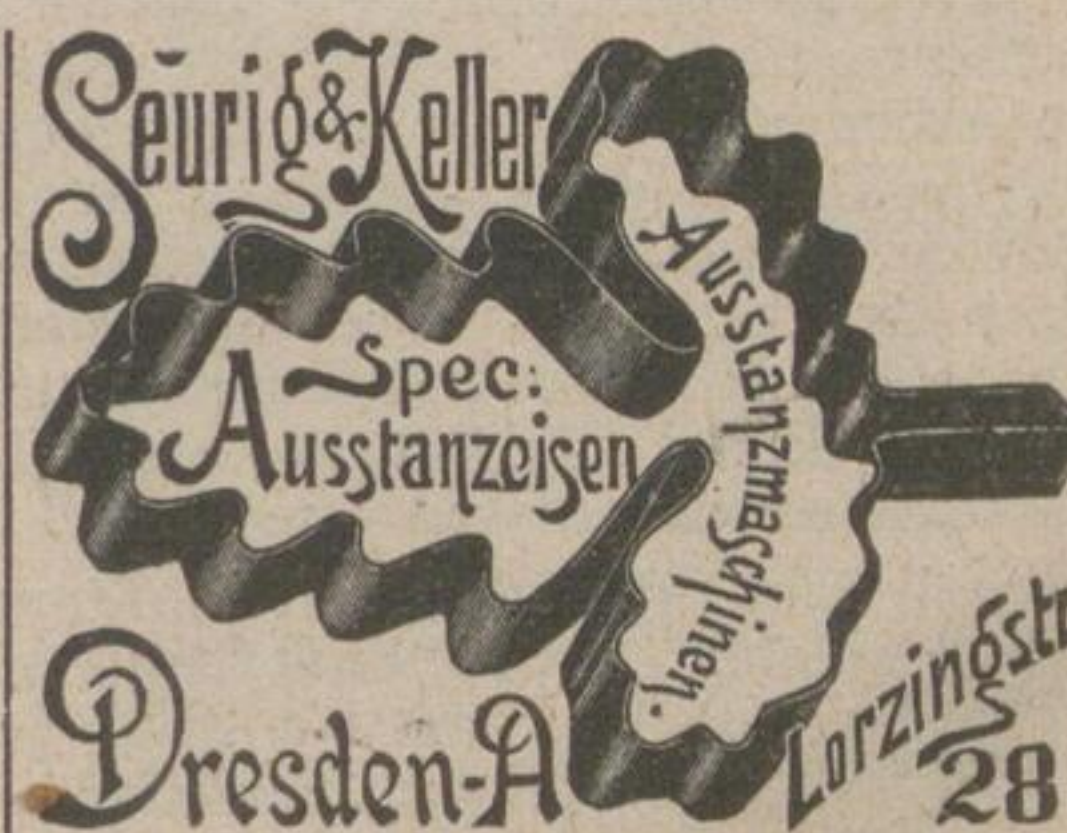 Seurig & Keller
Spec:
Ausstanzeisen
Ausstanzmaschinen.
Dresden-A
Lorzingstr
28